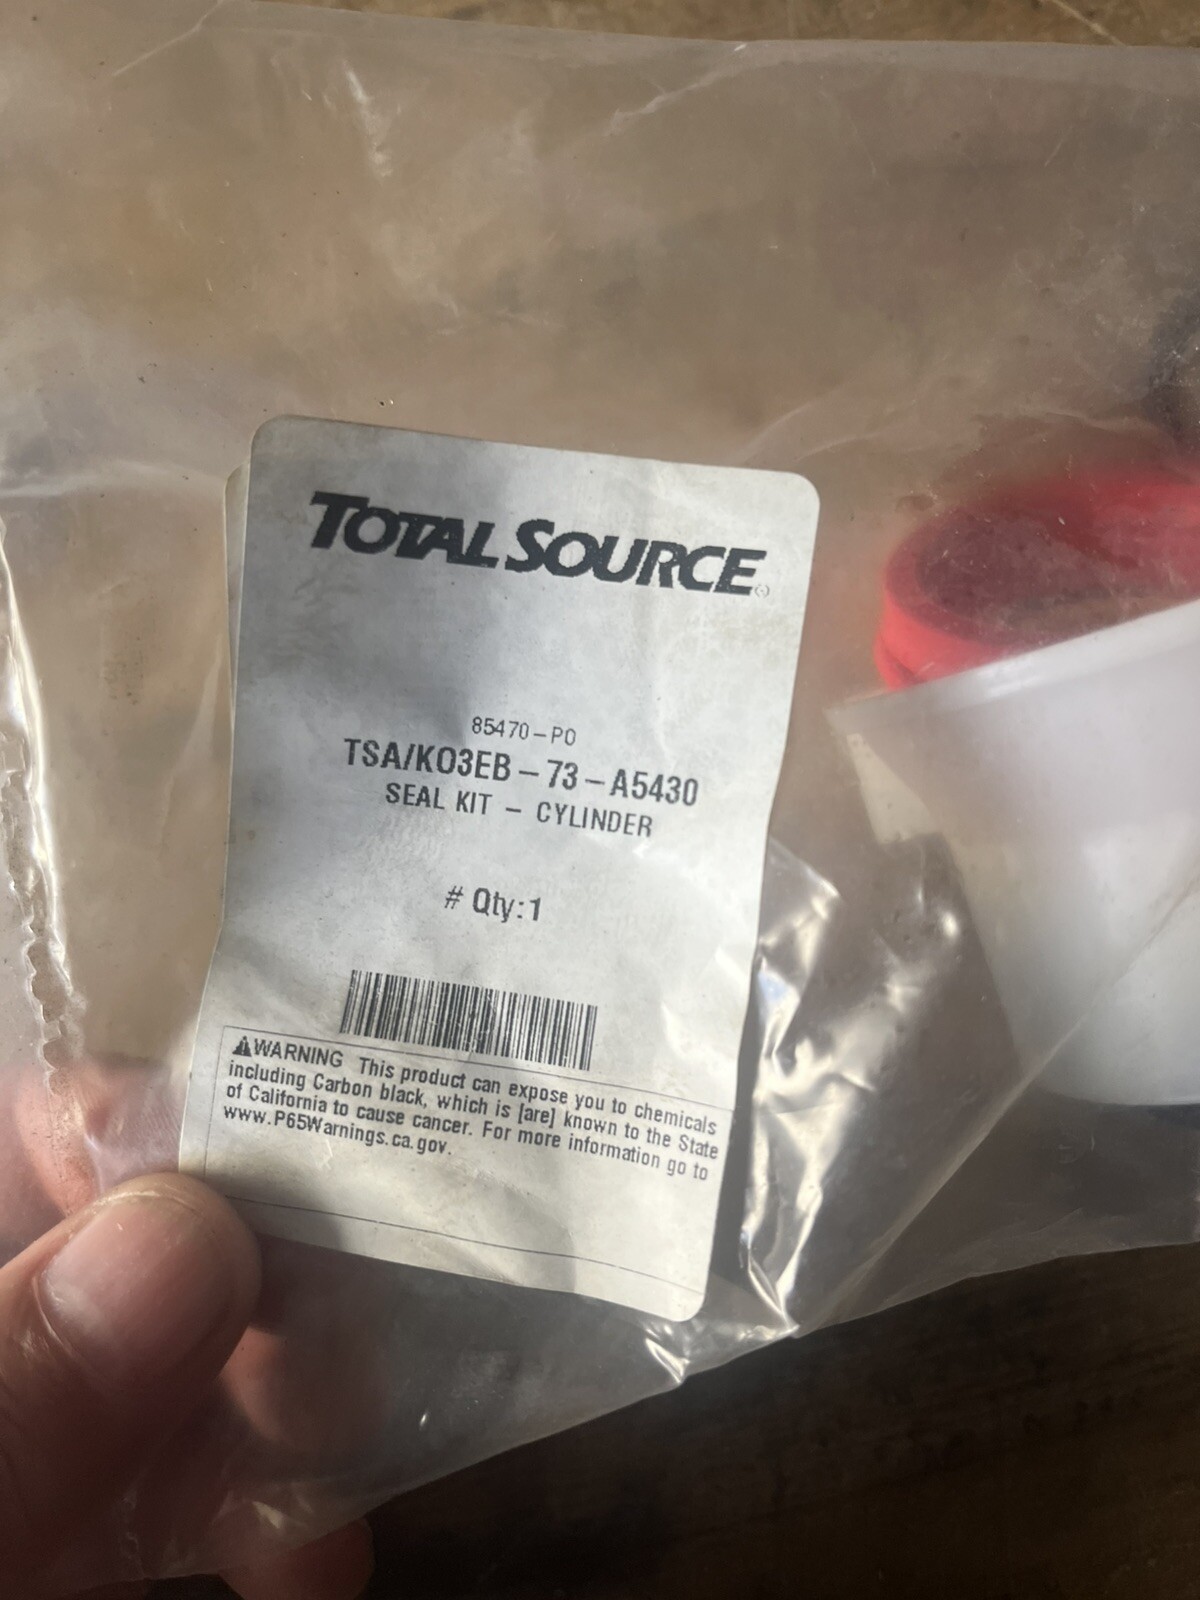 TOTAL SOURCE
85470-P0
TSA/KO3EB-73-A5430
SEAL KIT - CYLINDER
# Qty:1
⚠WARNING This product can expose you to chemicals
including Carbon black, which is [are] known to the State
of California to cause cancer. For more information go to
www.P65Warnings.ca.gov.